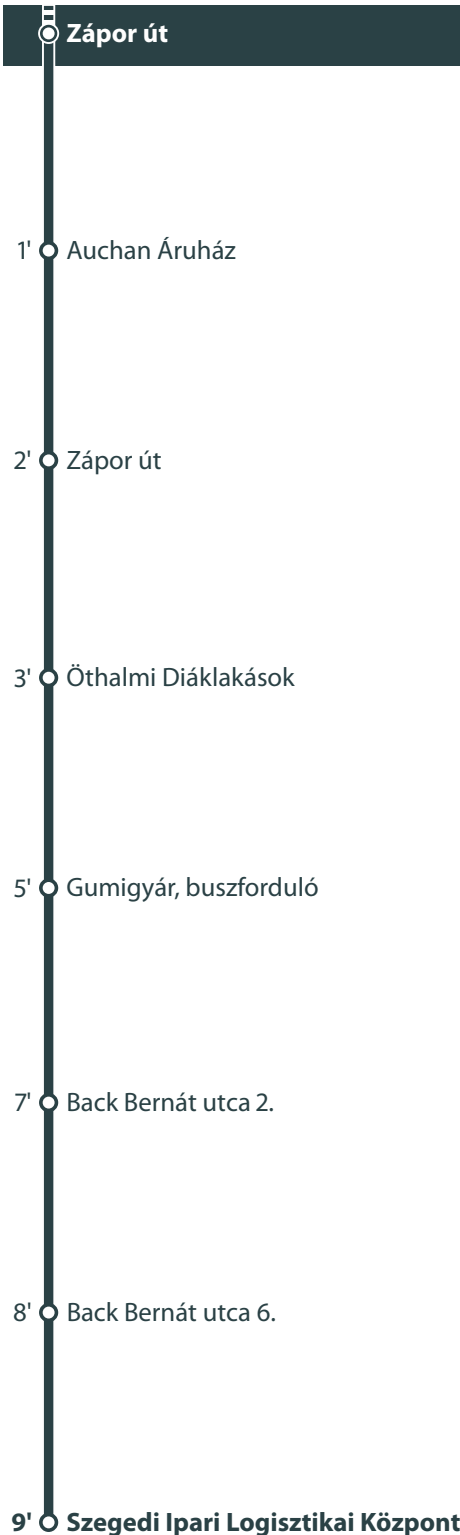 Zápor út
1' Auchan Áruház
2' Zápor út
3' Öthalmi Diáklakások
5' Gumigyár, buszforduló
7' Back Bernát utca 2.
8' Back Bernát utca 6.
9' Szegedi Ipari Logisztikai Központ